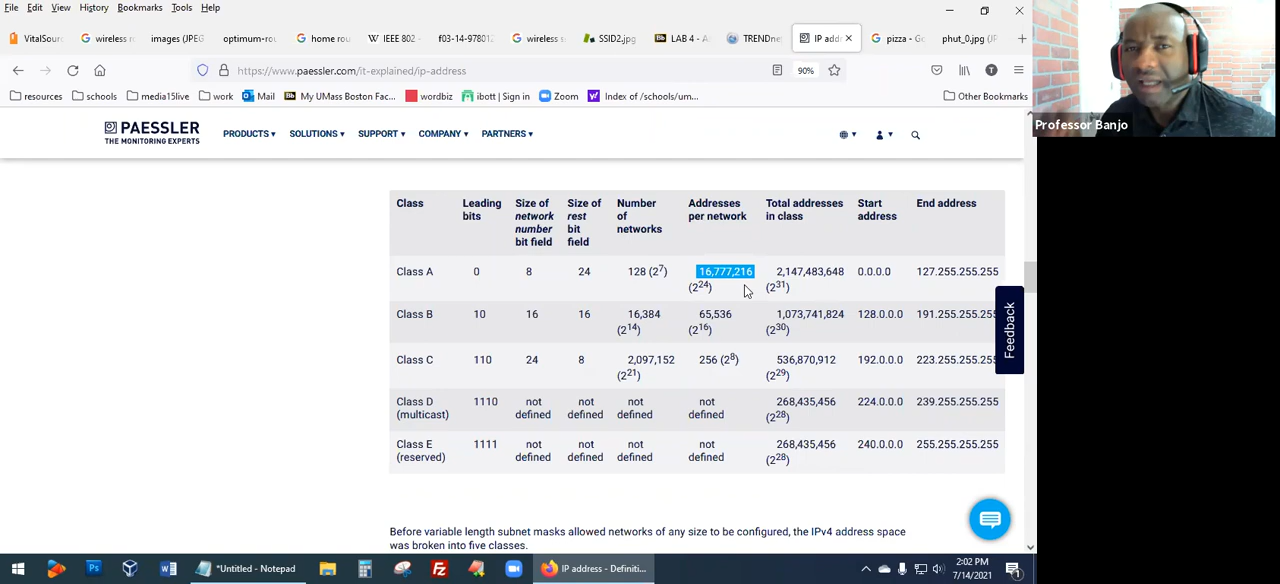 File Edit View History Bookmarks Tools Help
VitalSour wireless n images (JPEG optimum-rou home rou IEEE 802 - f03-14-978012 wireless s SSID2.jpg LAB 4 - A TRENDne IP addr pizza - Go phut_0.jpg (JP
https://www.paessler.com/it-explained/ip-address 90%
resources schools media15live work Mail My UMass Boston Fac... wordbiz ibott | Sign in Zoom Index of /schools/um... Other Bookmarks
PAESSLER
THE MONITORING EXPERTS
PRODUCTS SOLUTIONS SUPPORT COMPANY PARTNERS
Professor Banjo
Class Leading bits Size of network number bit field Size of rest bit field Number of networks Addresses per network Total addresses in class Start address End address
Class A 0 8 24 128 (2⁷) 16,777,216 (2²⁴) 2,147,483,648 (2³¹) 0.0.0.0 127.255.255.255
Class B 10 16 16 16,384 (2¹⁴) 65,536 (2¹⁶) 1,073,741,824 (2³⁰) 128.0.0.0 191.255.255.255
Class C 110 24 8 2,097,152 (2²¹) 256 (2⁸) 536,870,912 (2²⁹) 192.0.0.0 223.255.255.255
Class D (multicast) 1110 not defined not defined not defined not defined 268,435,456 (2²⁸) 224.0.0.0 239.255.255.255
Class E (reserved) 1111 not defined not defined not defined not defined 268,435,456 (2²⁸) 240.0.0.0 255.255.255.255
Feedback
Before variable length subnet masks allowed networks of any size to be configured, the IPv4 address space
was broken into five classes.
*Untitled - Notepad IP address - Definiti...
2:02 PM
7/14/2021